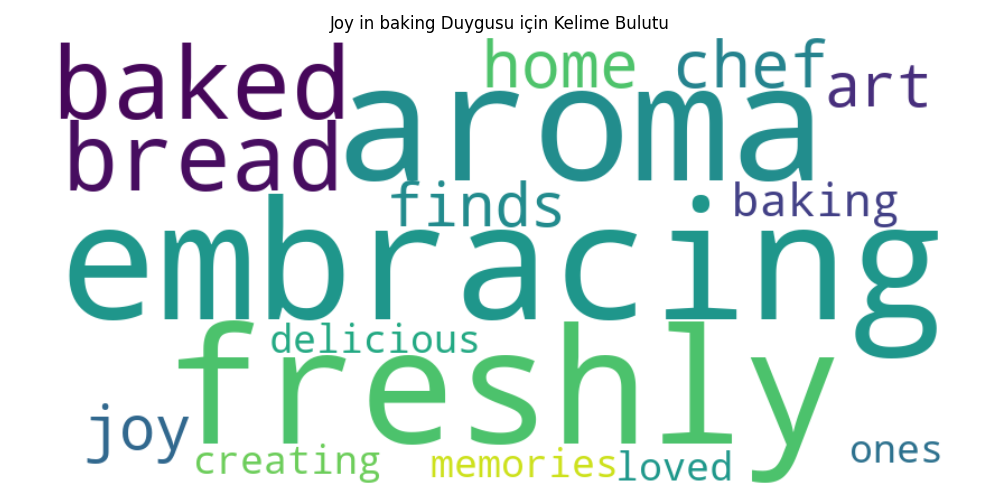 Joy in baking Duygusu için Kelime Bulutu
baked
aroma
home
chef
art
bread
finds
baking
embracing
delicious
freshly
joy
creating
memories
loved
ones